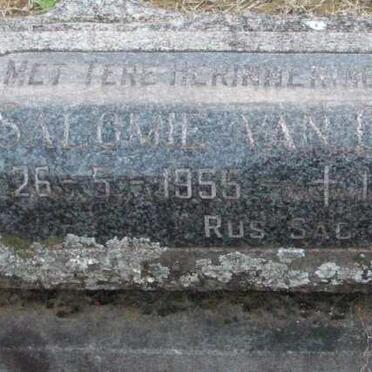 MET TERE HERINNERING
SALOMIE VAN
26 - 5 - 1955 - +
RUS SAC